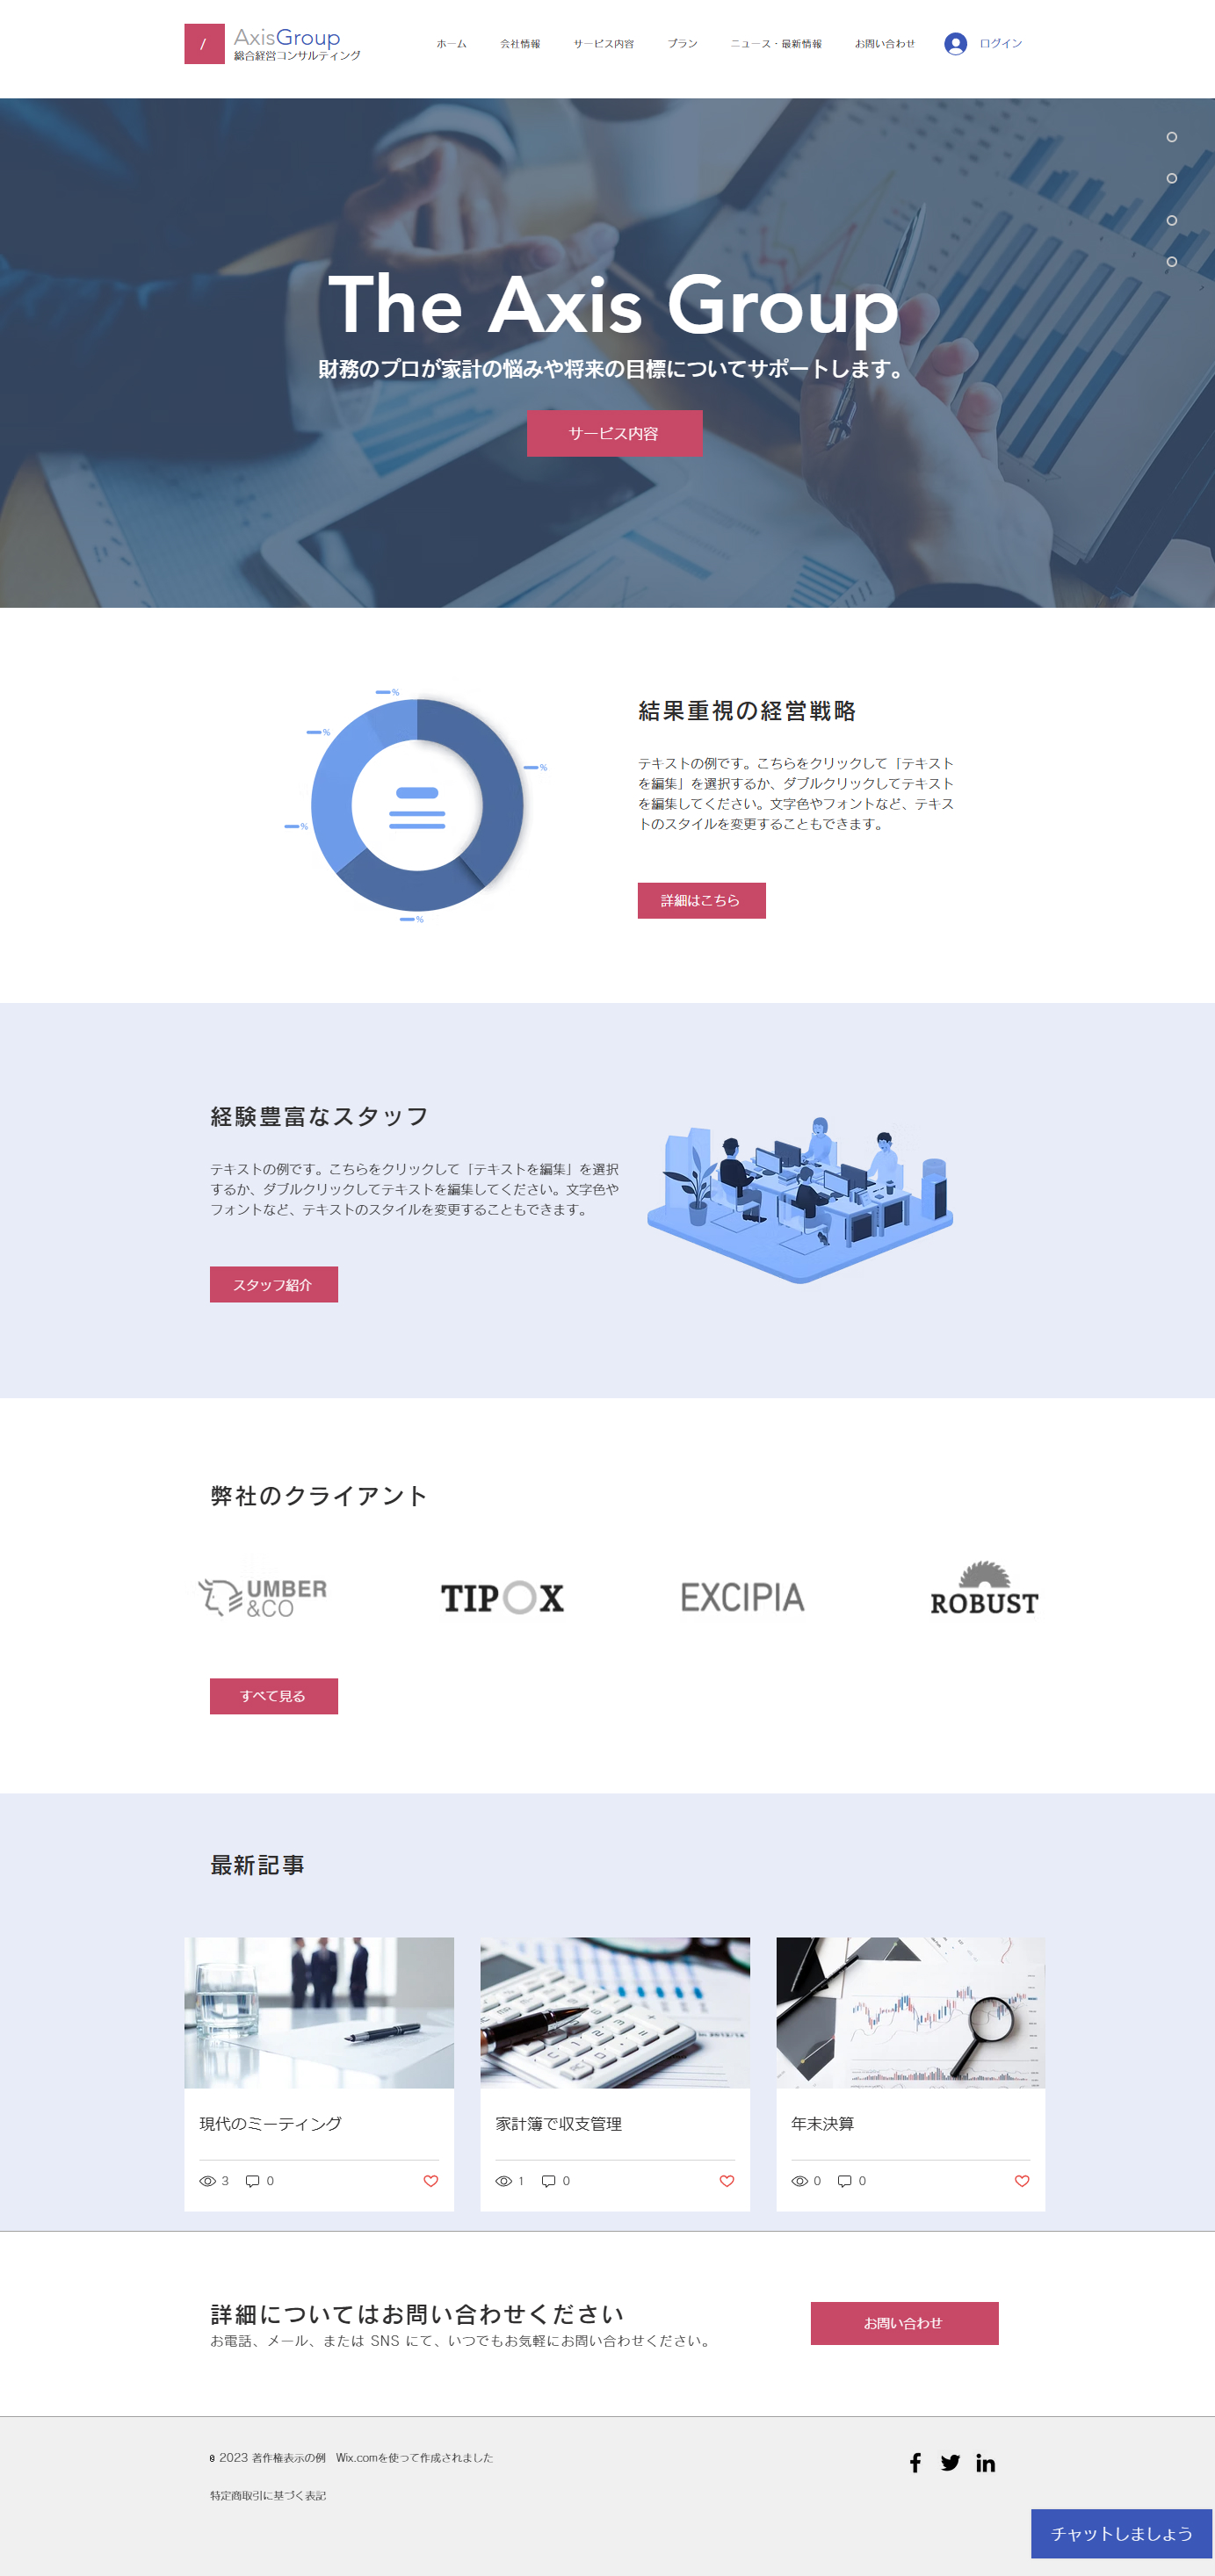 /
AxisGroup
総合経営コンサルティング
ホーム
会社情報
サービス内容
プラン
ニュース・最新情報
お問い合わせ
ログイン
The Axis Group
財務のプロが家計の悩みや将来の目標についてサポートします。
サービス内容
%
%
%
%
%
結果重視の経営戦略
テキストの例です。こちらをクリックして「テキスト
を編集」を選択するか、ダブルクリックしてテキスト
を編集してください。文字色やフォントなど、テキス
トのスタイルを変更することもできます。
詳細はこちら
経験豊富なスタッフ
テキストの例です。こちらをクリックして「テキストを編集」を選択
するか、ダブルクリックしてテキストを編集してください。文字色や
フォントなど、テキストのスタイルを変更することもできます。
スタッフ紹介
弊社のクライアント
UMBER
&CO
TIPOX
EXCIPIA
ROBUST
すべて見る
最新記事
現代のミーティング
3 0
家計簿で収支管理
1 0
年末決算
0 0
詳細についてはお問い合わせください
お電話、メール、または SNS にて、いつでもお気軽にお問い合わせください。
お問い合わせ
© 2023 著作権表示の例　Wix.comを使って作成されました
特定商取引に基づく表記
チャットしましょう